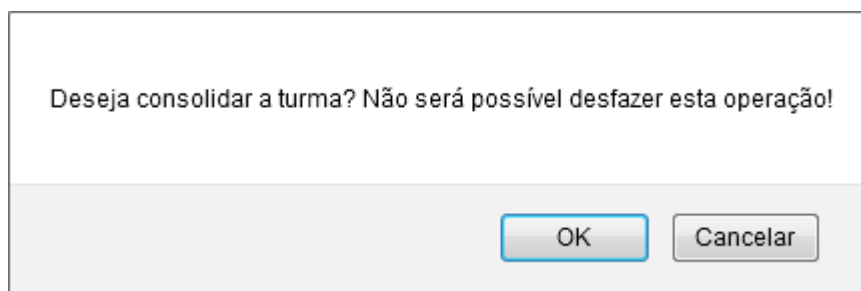 Deseja consolidar a turma? Não será possível desfazer esta operação!
OK
Cancelar